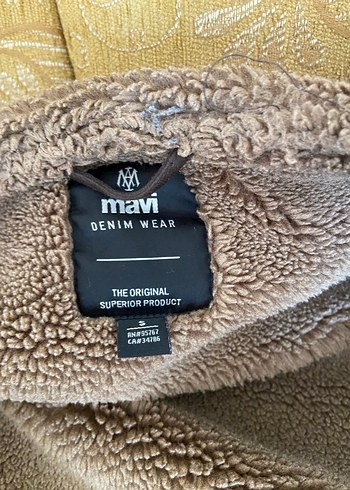 mavi
DENIM WEAR
THE ORIGINAL
SUPERIOR PRODUCT
S
RN#95767
CA#34786